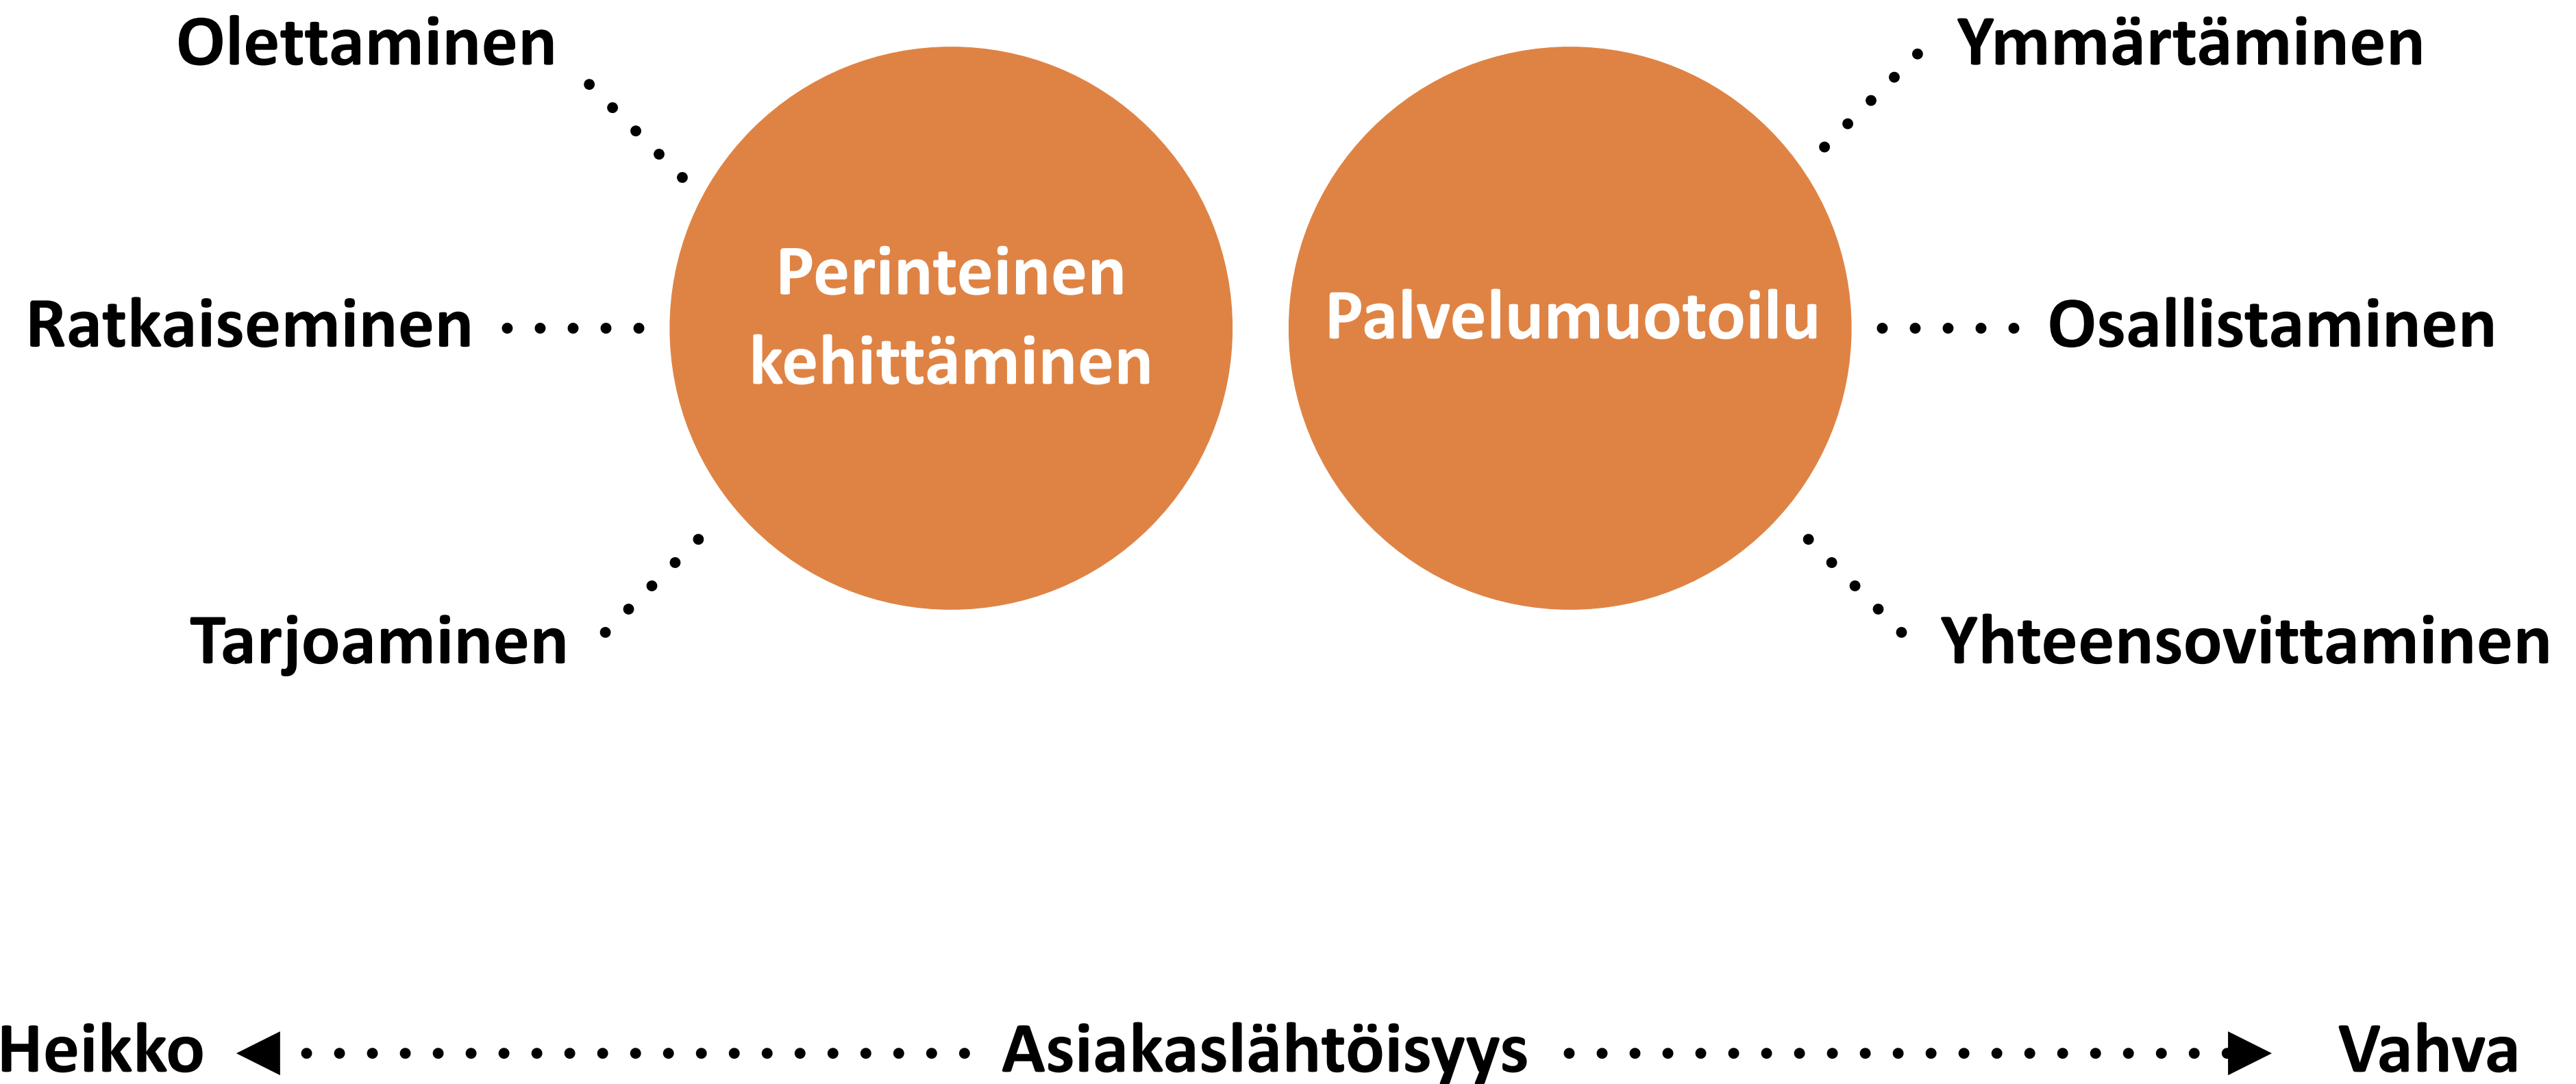 Olettaminen
Ymmärtäminen
Perinteinen
kehittäminen
Palvelumuotoilu
Ratkaiseminen
Osallistaminen
Tarjoaminen
Yhteensovittaminen
Heikko
Asiakaslähtöisyys
Vahva